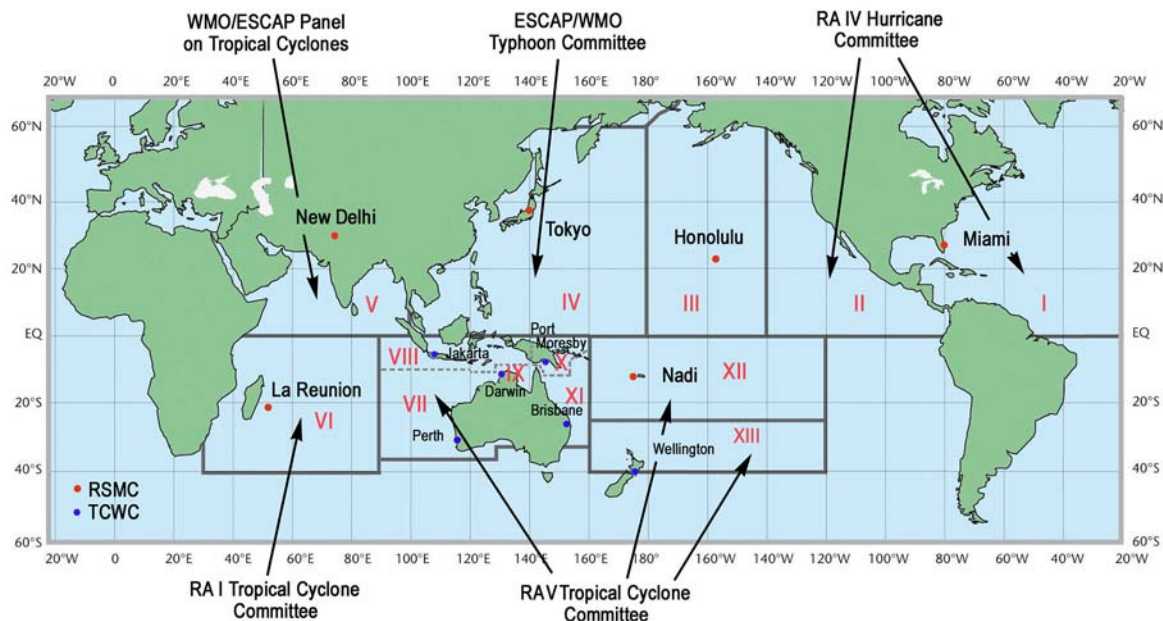 WMO/ESCAP Panel
on Tropical Cyclones
ESCAP/WMO
Typhoon Committee
RA IV Hurricane
Committee
20°W 0 20°E 40°E 60°E 80°E 100°E 120°E 140°E 160°E 180° 160°W 140°W 120°W 100°W 80°W 60°W 40°W 20°W
60°N 60°N
40°N 40°N
New Delhi
Tokyo
Honolulu
Miami
20°N 20°N
V IV III II I
EQ EQ
Port
Moresby
Jakarta
VIII X
IX
Darwin
Nadi XII
La Reunion
VI
VII XI
20°S 20°S
Brisbane
Perth
Wellington
XIII
40°S 40°S
RSMC
TCWC
60°S 60°S
20°W 0 20°E 40°E 60°E 80°E 100°E 120°E 140°E 160°E 180° 160°W 140°W 120°W 100°W 80°W 60°W 40°W 20°W
RA I Tropical Cyclone
Committee
RA V Tropical Cyclone
Committee